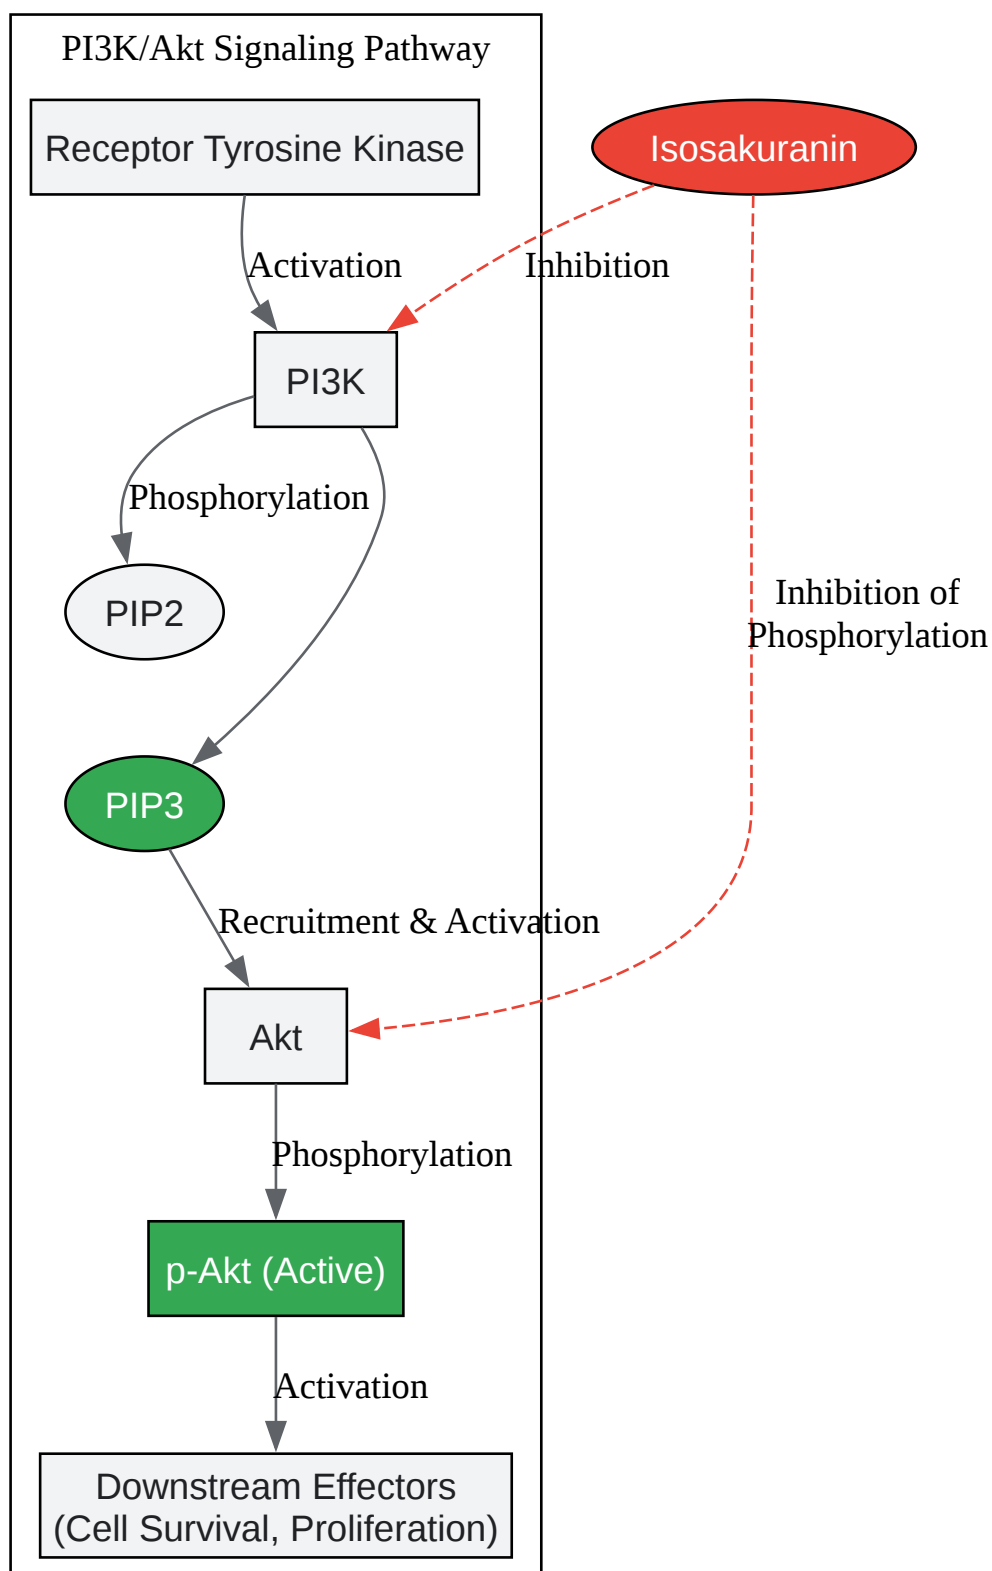 PI3K/Akt Signaling Pathway
Receptor Tyrosine Kinase
Isosakuranin
Activation
Inhibition
PI3K
Phosphorylation
PIP2
Inhibition of
Phosphorylation
PIP3
Recruitment & Activation
Akt
Phosphorylation
p-Akt (Active)
Activation
Downstream Effectors
(Cell Survival, Proliferation)